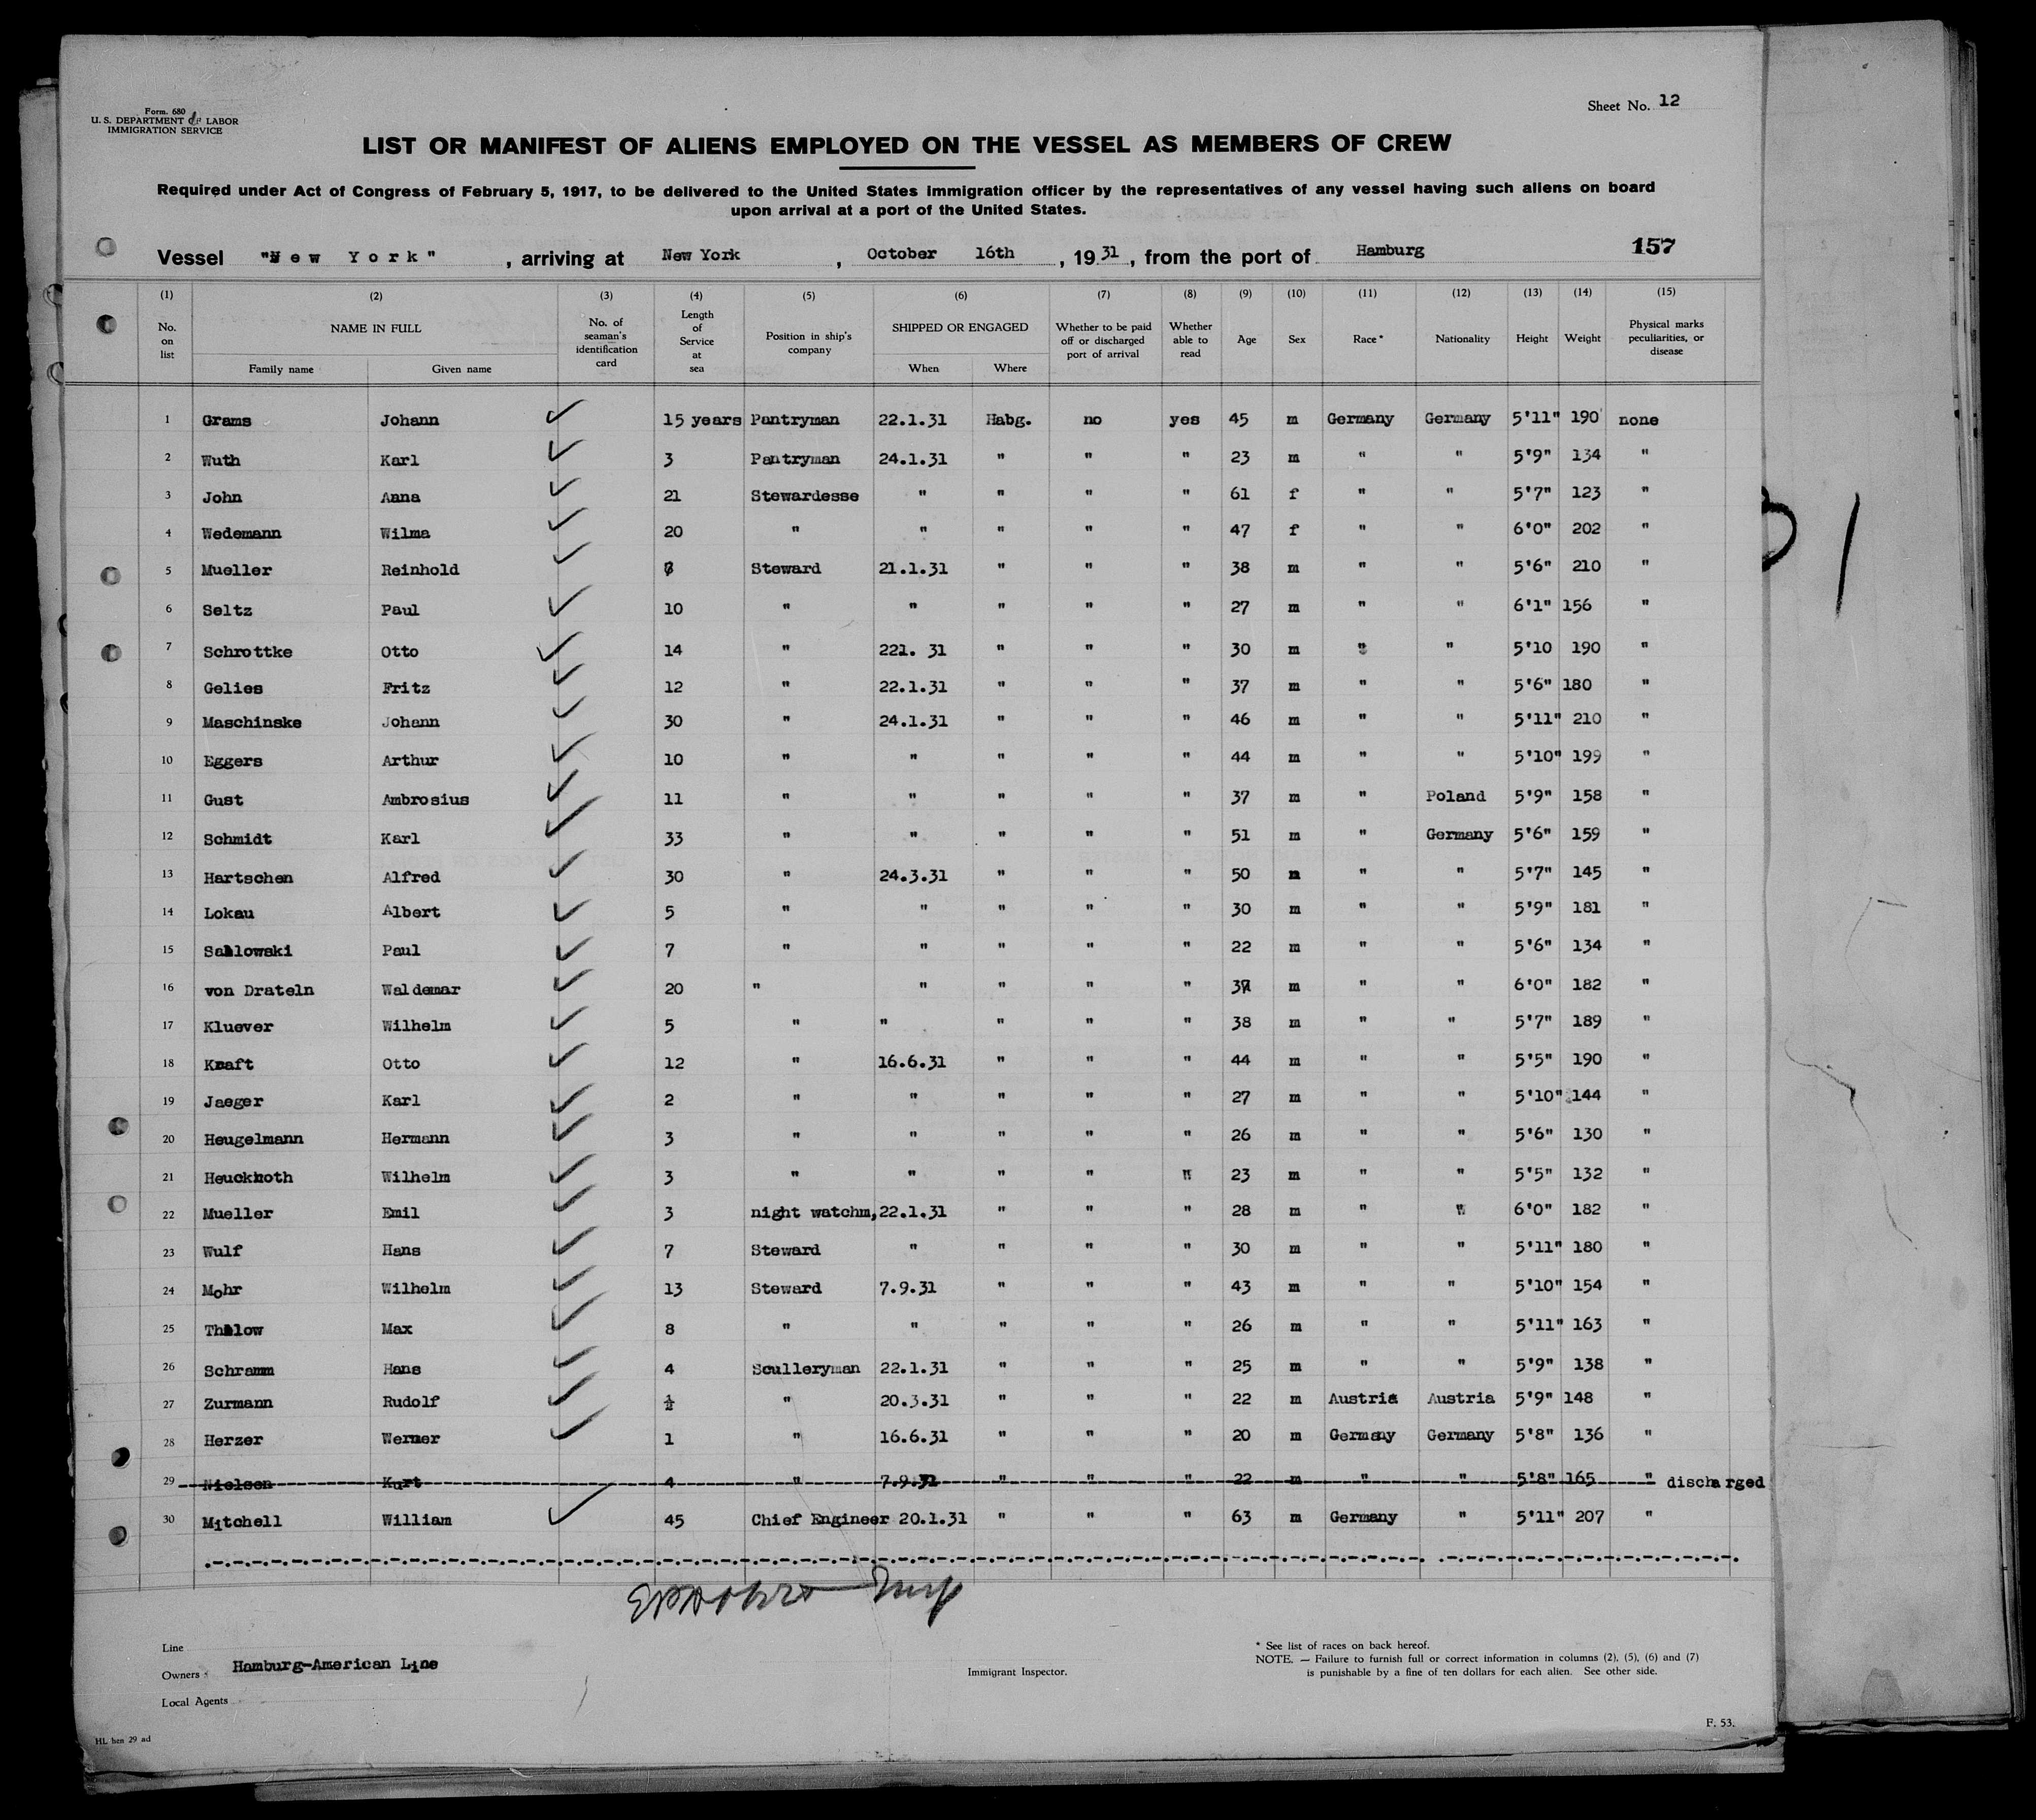 Form 680
U. S. DEPARTMENT OF LABOR
IMMIGRATION SERVICE
Sheet No. 12
LIST OR MANIFEST OF ALIENS EMPLOYED ON THE VESSEL AS MEMBERS OF CREW
Required under Act of Congress of February 5, 1917, to be delivered to the United States Immigration officer by the representatives of any vessel having such aliens on board
upon arrival at a port of the United States.
Vessel "New York", arriving at New York, October 16th, 1931, from the port of Hamburg 157
(1) (2) (3) (4) (5) (6) (7) (8) (9) (10) (11) (12) (13) (14) (15)
No. on list NAME IN FULL Family name Given name No. of seaman's identification card Length of Service at sea Position in ship's company SHIPPED OR ENGAGED When Where Whether to be paid off or discharged port of arrival Whether able to read Age Sex Race* Nationality Height Weight Physical marks peculiarities, or disease
1 Grams Johann ✓ 15 years Pantryman 22.1.31 Habg. no yes 45 m Germany Germany 5'11" 190 none
2 Wuth Karl ✓ 3 Pantryman 24.1.31 " " " 23 m " " 5'9" 134 "
3 John Anna ✓ 21 Stewardesse " " " " 61 f " " 5'7" 123 "
4 Wedemann Wilma ✓ 20 " " " " " 47 f " " 6'0" 202 "
5 Mueller Reinhold ✓ Steward 21.1.31 " " " 38 m " " 5'6" 210 "
6 Seltz Paul ✓ 10 " " " " " 27 m " " 6'1" 156 "
7 Schrottke Otto ✓ 14 " 221. 31 " " " 30 m " " 5'10 190 "
8 Gelies Fritz ✓ 12 " 22.1.31 " " " 37 m " " 5'6" 180 "
9 Maschinske Johann ✓ 30 " 24.1.31 " " " 46 m " " 5'11" 210 "
10 Eggers Arthur ✓ 10 " " " " " 44 m " " 5'10" 199 "
11 Gust Ambrosius ✓ 11 " " " " " 37 m " Poland 5'9" 158 "
12 Schmidt Karl ✓ 33 " " " " " 51 m " Germany 5'6" 159 "
13 Hartschen Alfred ✓ 30 " 24.3.31 " " " 50 m " " 5'7" 145 "
14 Lokau Albert ✓ 5 " " " " " 30 m " " 5'9" 181 "
15 Sablowski Paul ✓ 7 " " " " " 22 m " " 5'6" 134 "
16 von Drateln Waldemar ✓ 20 " " " " " 37 m " " 6'0" 182 "
17 Kluever Wilhelm ✓ 5 " " " " " 38 m " " 5'7" 189 "
18 Kraft Otto ✓ 12 " 16.6.31 " " " 44 m " " 5'5" 190 "
19 Jaeger Karl ✓ 2 " " " " " 27 m " " 5'10" 144 "
20 Heugelmann Hermann ✓ 3 " " " " " 26 m " " 5'6" 130 "
21 Heuckroth Wilhelm ✓ 3 " " " " " 23 m " " 5'5" 132 "
22 Mueller Emil ✓ 3 night watchm, 22.1.31 " " " 28 m " " 6'0" 182 "
23 Wulf Hans ✓ 7 Steward " " " " 30 m " " 5'11" 180 "
24 Mohr Wilhelm ✓ 13 Steward 7.9.31 " " " 43 m " " 5'10" 154 "
25 Max ✓ 8 " " " " " 26 m " " 5'11" 163 "
26 Schramm Hans ✓ 4 Sculleryman 22.1.31 " " " 25 m " " 5'9" 138 "
27 Zurmann Rudolf ✓ ½ " 20.3.31 " " " 22 m Austria Austria 5'9" 148 "
28 Herzer Werner ✓ 1 " 16.6.31 " " " 20 m Germany Germany 5'8" 136 "
29 Nielsen Kurt 4 " 7.9.31 " " " 22 m " " 5'8" 165 " discharged
30 Mitchell William ✓ 45 Chief Engineer 20.1.31 " " " 63 m Germany " 5'11" 207 "
Line
Owners Hamburg-American Line
Local Agents
Immigrant Inspector.
* See list of races on back hereof.
NOTE. — Failure to furnish full or correct information in columns (2), (5), (6) and (7)
is punishable by a fine of ten dollars for each alien. See other side.
F. 53.
HL hen 29 ad